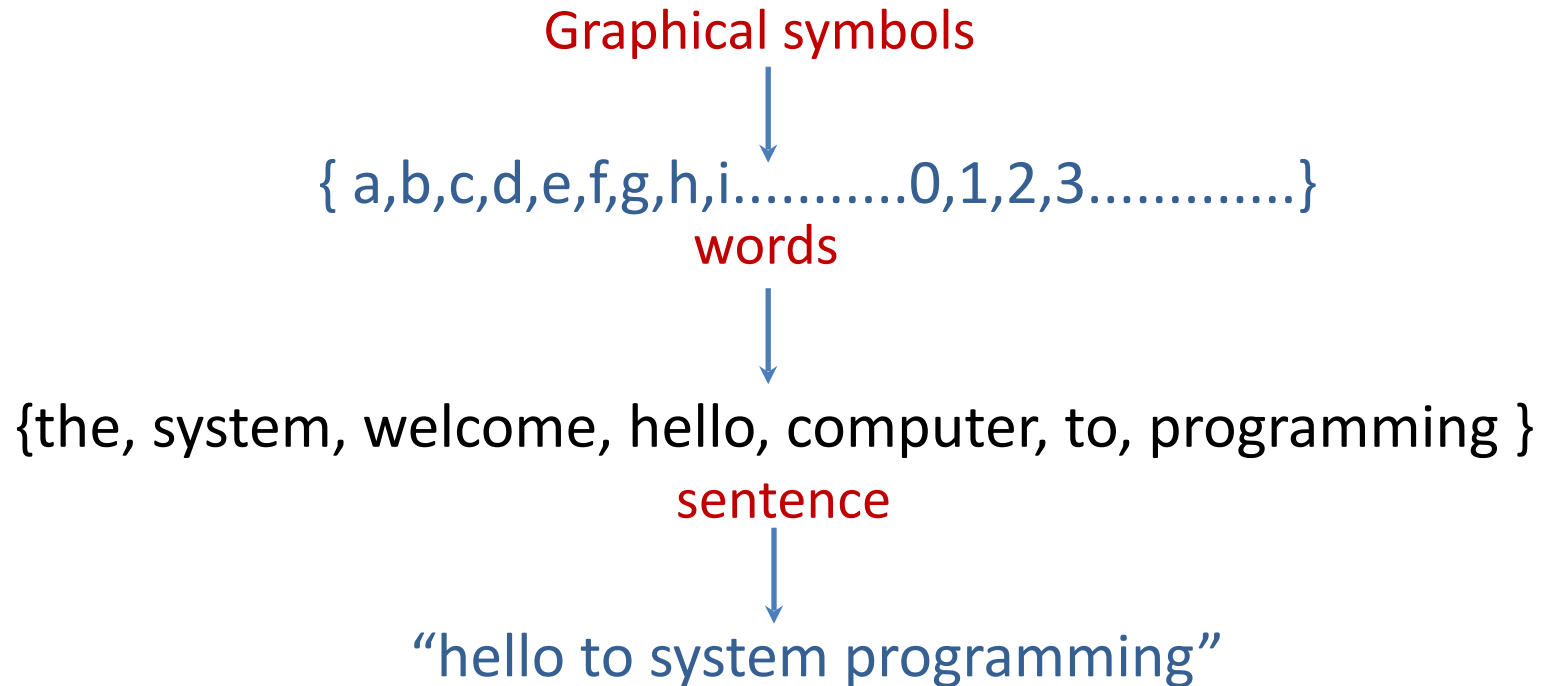 Graphical symbols
{ a,b,c,d,e,f,g,h,i...........0,1,2,3.............}
words
{the, system, welcome, hello, computer, to, programming }
sentence
“hello to system programming”